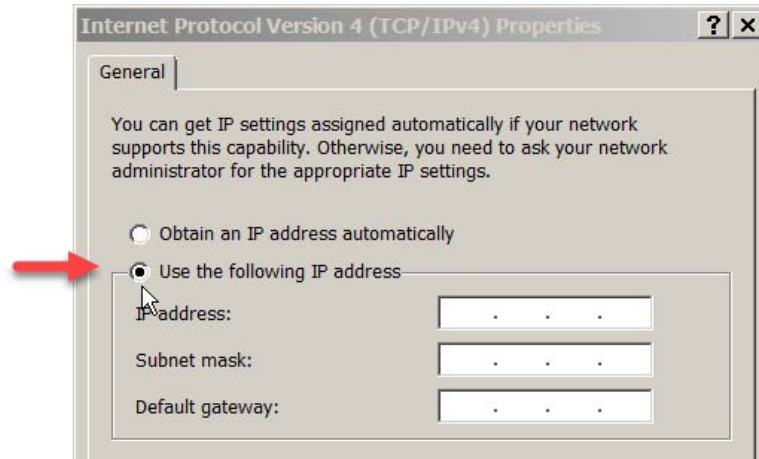 Internet Protocol Version 4 (TCP/IPv4) Properties
General
You can get IP settings assigned automatically if your network
supports this capability. Otherwise, you need to ask your network
administrator for the appropriate IP settings.
Obtain an IP address automatically
Use the following IP address
IP address:
Subnet mask:
Default gateway: